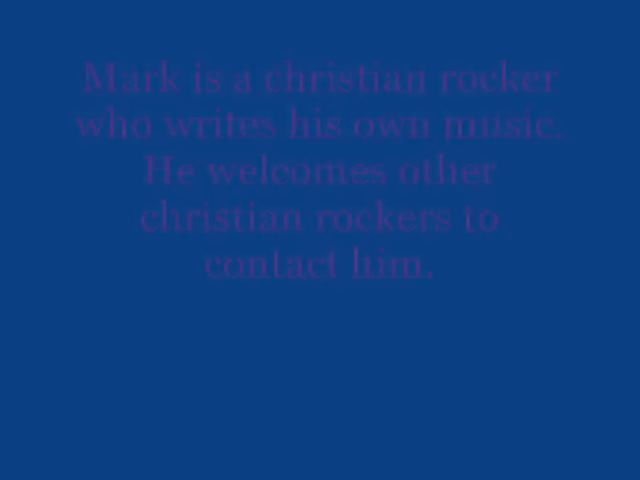 Mark is a christian rocker
who writes his own music.
He welcomes other
christian rockers to
contact him.